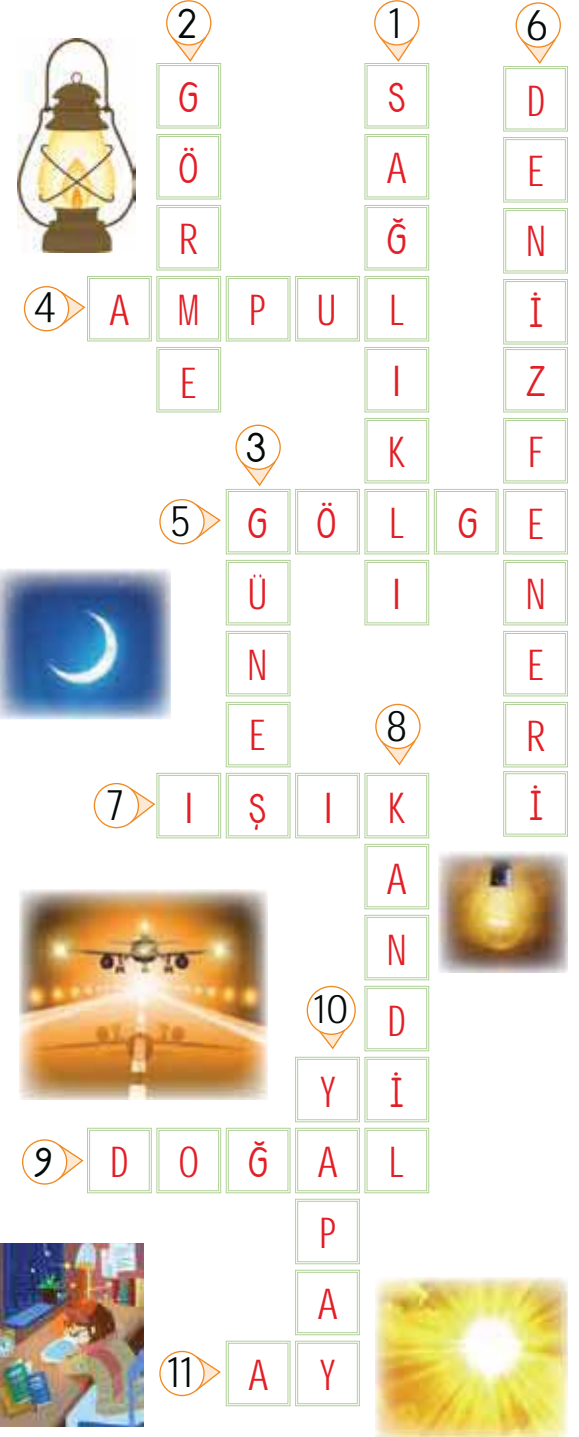 2 1 6
G S D
Ö A E
R Ğ N
4 A M P U L İ
E I Z
3 K F
5 G Ö L G E
Ü I N
N E
E 8 R
7 I Ş I K İ
A
N
10 D
Y İ
9 D O Ğ A L
P
A
11 A Y